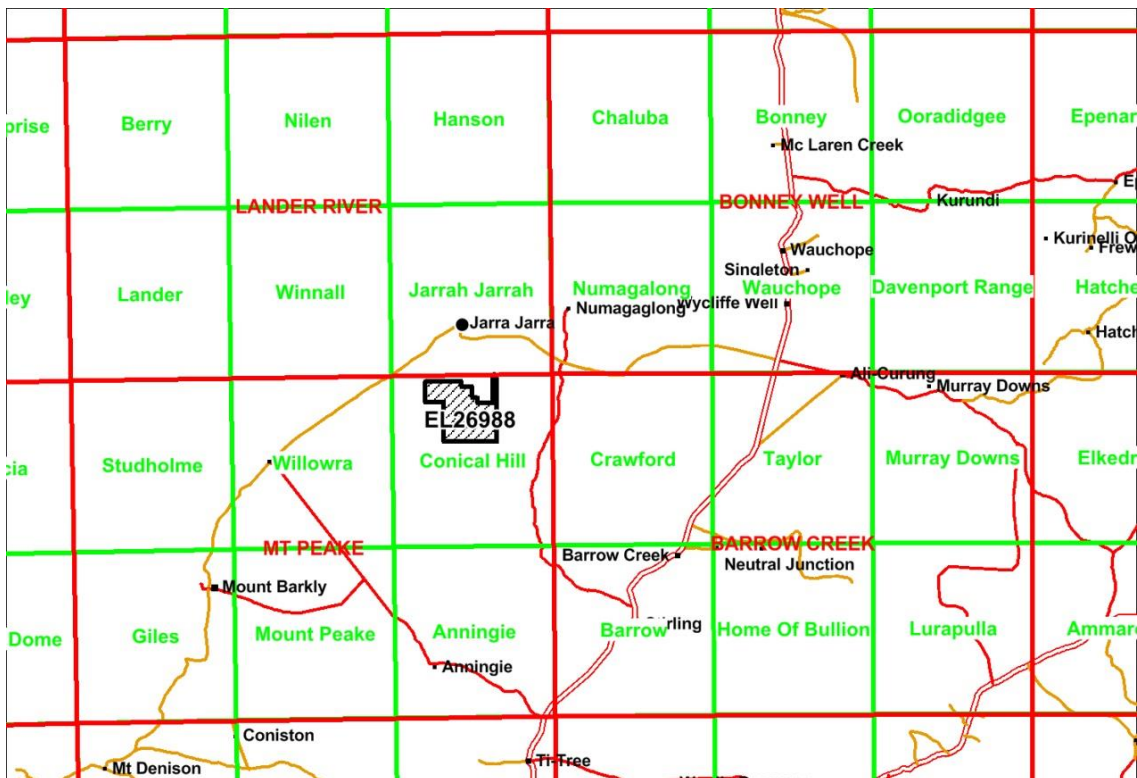 prise
Berry
Nilen
Hanson
Chaluba
Bonney
Ooradidgee
Epenar
Mc Laren Creek
Ep
LANDER RIVER
BONNEY WELL
Kurundi
Kurinelli O
Wauchope
Frew
Singleton
ley
Lander
Winnall
Jarrah Jarrah
Numagalong
Wauchope
Davenport Range
Hatche
Numagaglong
Wycliffe Well
Jarra Jarra
Hatch
Ali-Curung
Murray Downs
EL26988
cia
Studholme
Willowra
Conical Hill
Crawford
Taylor
Murray Downs
Elkedr
MT PEAKE
BARROW CREEK
Barrow Creek
Neutral Junction
Mount Barkly
Dome
Giles
Mount Peake
Anningie
Barrow
rling
Home Of Bullion
Lurapulla
Ammaro
Anningie
Coniston
Mt Denison
Ti-Tree